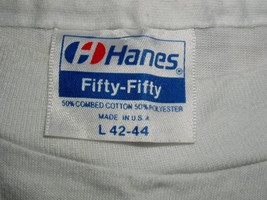 Hanes®
Fifty-Fifty
50% COMBED COTTON 50% POLYESTER
MADE IN U.S.A
L 42-44